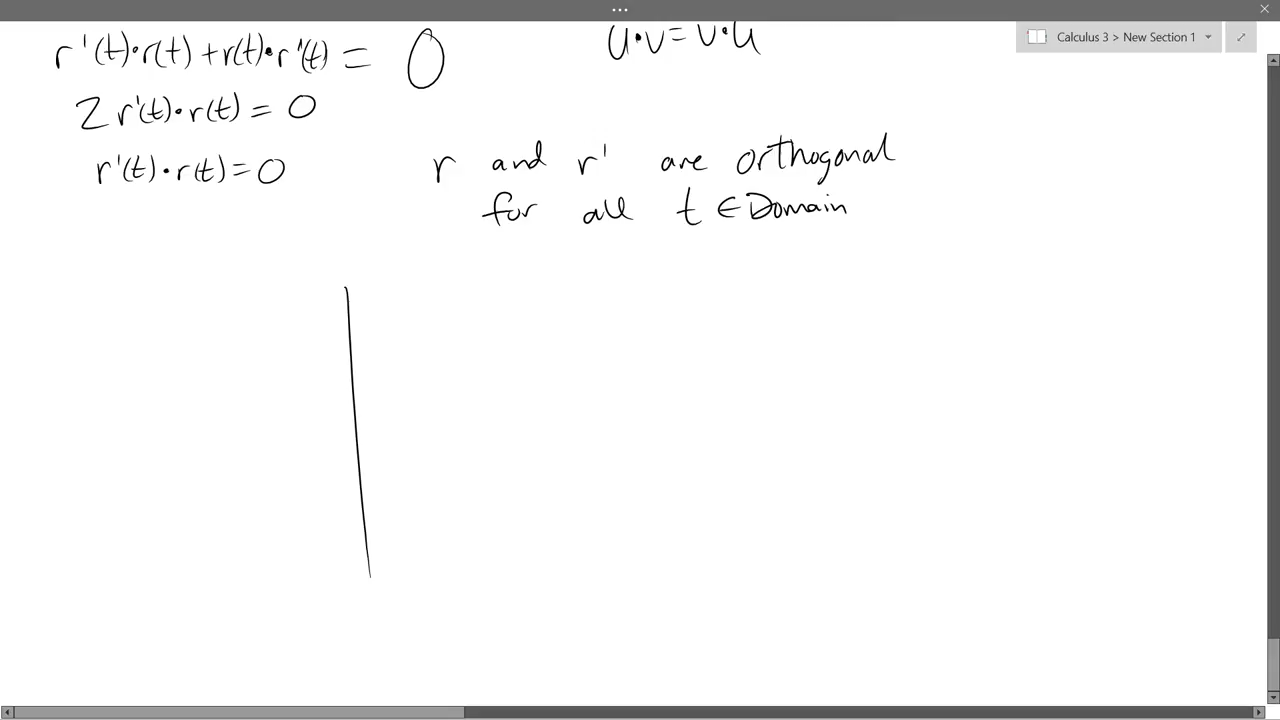 Calculus 3 > New Section 1
r'(t)·r(t) + r(t)·r'(t) = 0
u·v = v·u
2 r'(t)·r(t) = 0
r'(t)·r(t) = 0
r and r' are orthogonal
for all t ∈ Domain